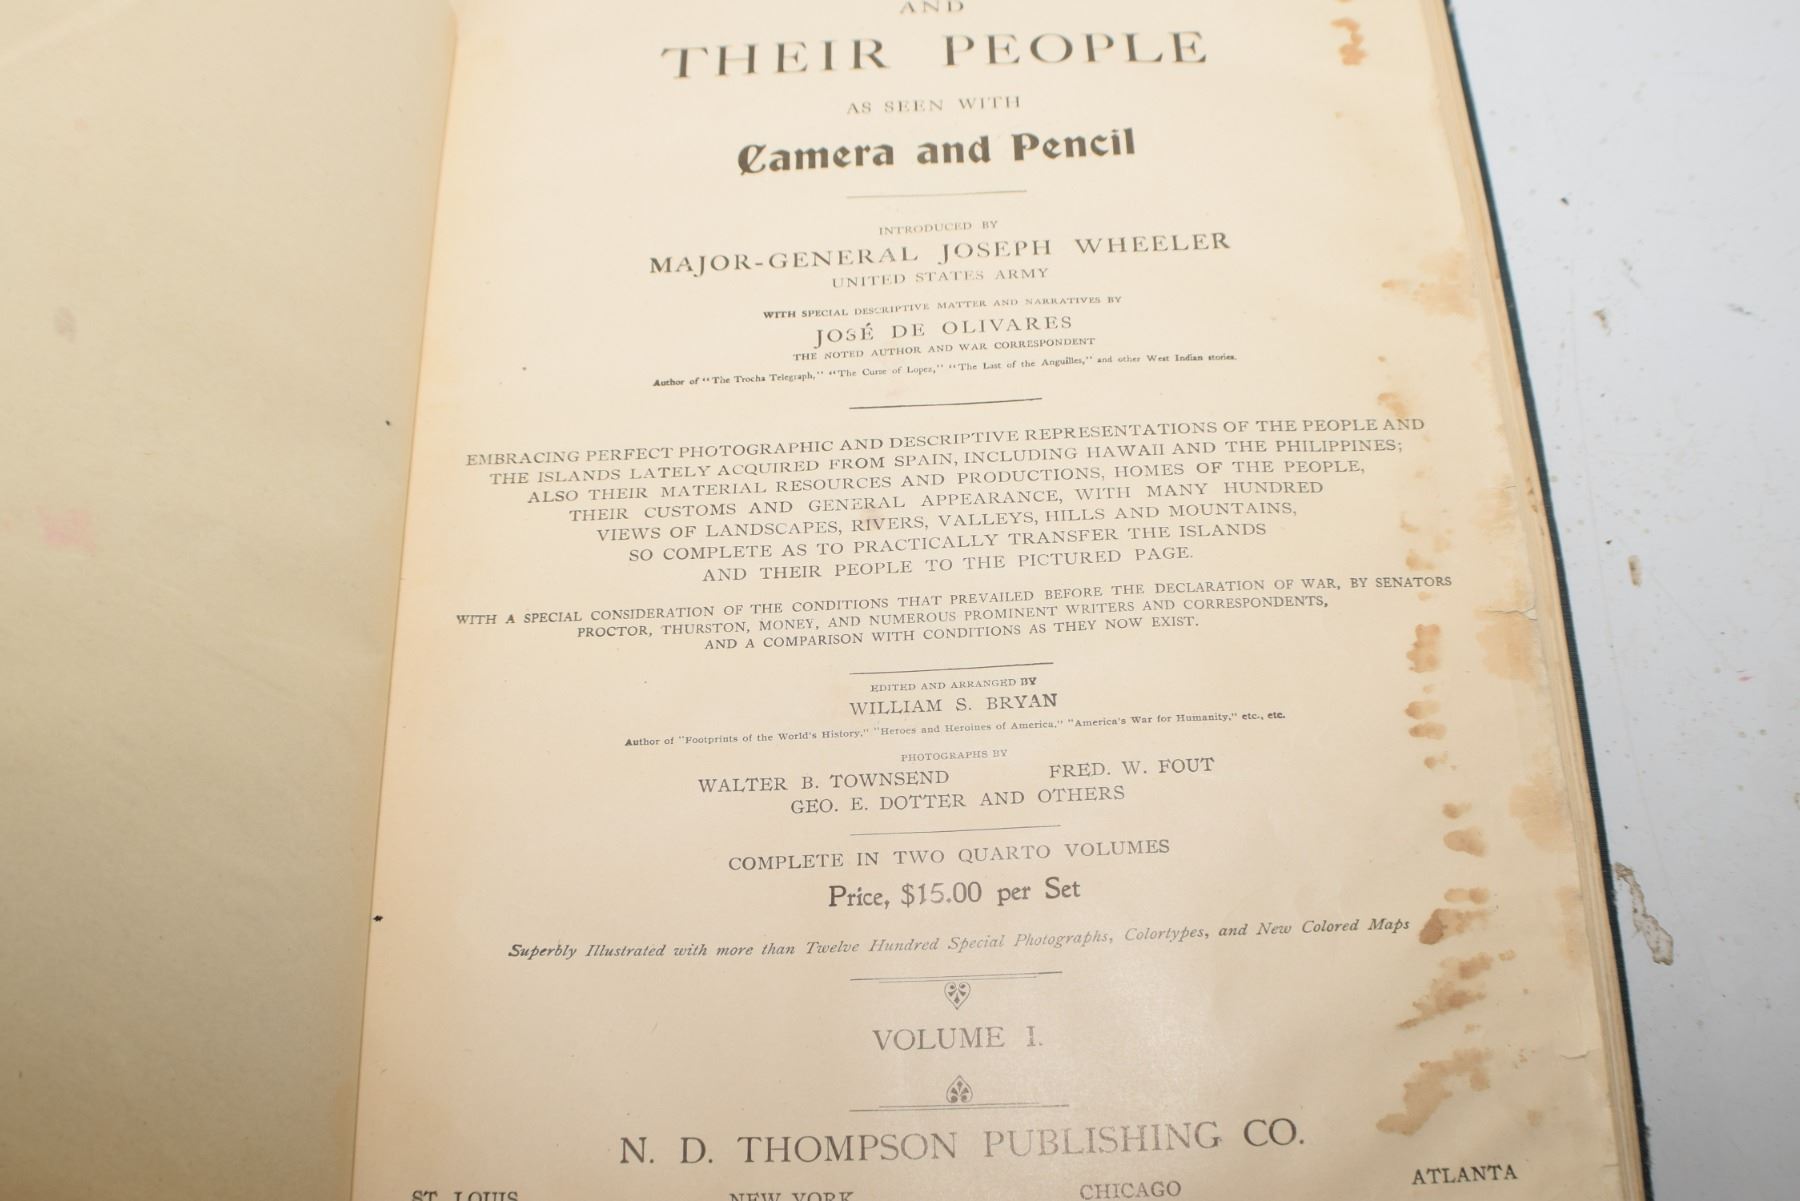 AND
THEIR PEOPLE
AS SEEN WITH
Camera and Pencil
INTRODUCED BY
MAJOR-GENERAL JOSEPH WHEELER
UNITED STATES ARMY
WITH SPECIAL DESCRIPTIVE MATTER AND NARRATIVES BY
JOSÉ DE OLIVARES
THE NOTED AUTHOR AND WAR CORRESPONDENT
Author of "The Trocha Telegraph," "The Curse of Lopez," "The Last of the Anguilles," and other West Indian stories.
EMBRACING PERFECT PHOTOGRAPHIC AND DESCRIPTIVE REPRESENTATIONS OF THE PEOPLE AND
THE ISLANDS LATELY ACQUIRED FROM SPAIN, INCLUDING HAWAII AND THE PHILIPPINES;
ALSO THEIR MATERIAL RESOURCES AND PRODUCTIONS, HOMES OF THE PEOPLE,
THEIR CUSTOMS AND GENERAL APPEARANCE, WITH MANY HUNDRED
VIEWS OF LANDSCAPES, RIVERS, VALLEYS, HILLS AND MOUNTAINS,
SO COMPLETE AS TO PRACTICALLY TRANSFER THE ISLANDS
AND THEIR PEOPLE TO THE PICTURED PAGE.
WITH A SPECIAL CONSIDERATION OF THE CONDITIONS THAT PREVAILED BEFORE THE DECLARATION OF WAR, BY SENATORS
PROCTOR, THURSTON, MONEY, AND NUMEROUS PROMINENT WRITERS AND CORRESPONDENTS,
AND A COMPARISON WITH CONDITIONS AS THEY NOW EXIST.
EDITED AND ARRANGED BY
WILLIAM S. BRYAN
Author of "Footprints of the World's History," "Heroes and Heroines of America," "America's War for Humanity," etc., etc.
PHOTOGRAPHS BY
WALTER B. TOWNSEND FRED. W. FOUT
GEO. E. DOTTER AND OTHERS
COMPLETE IN TWO QUARTO VOLUMES
Price, $15.00 per Set
Superbly Illustrated with more than Twelve Hundred Special Photographs, Colortypes, and New Colored Maps
VOLUME I.
N. D. THOMPSON PUBLISHING CO.
ST. LOUIS NEW YORK CHICAGO ATLANTA